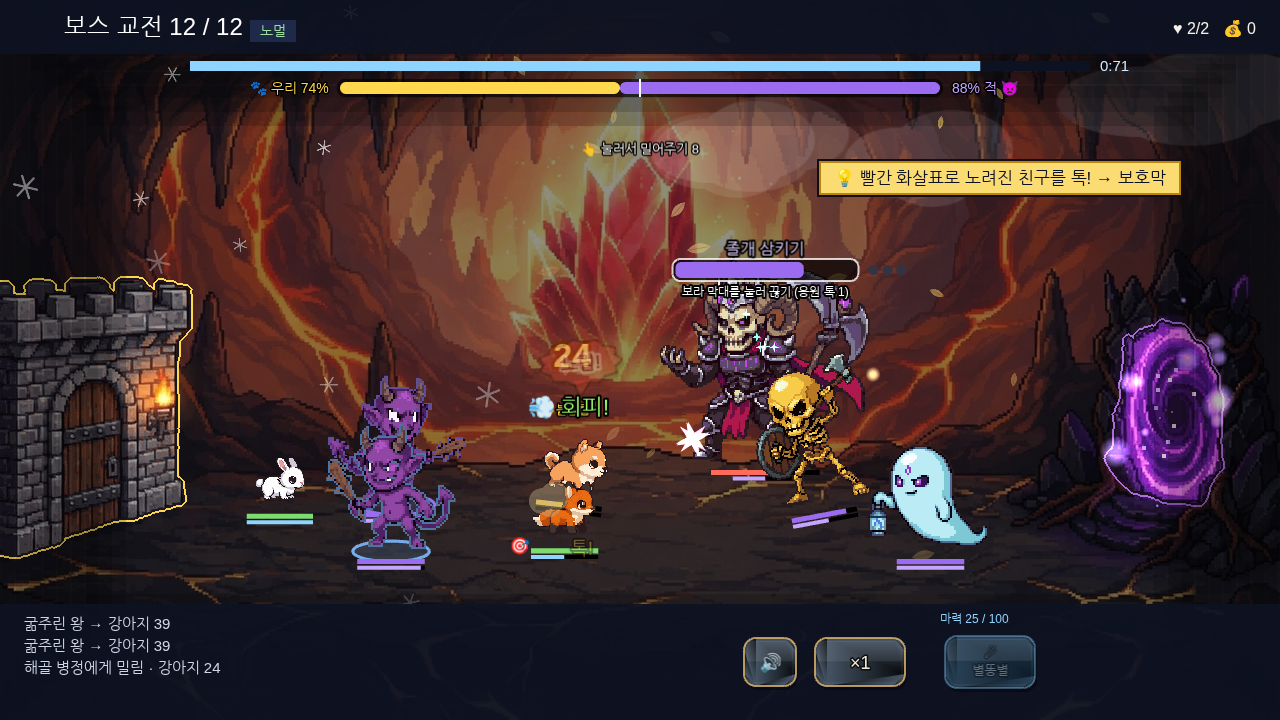 보스 교전 12 / 12
노멀
♥ 2/2 💰 0
0:71
🐾 우리 74%
88% 적 👿
👆 눌러서 밀어주기 8
💡 빨간 화살표로 노려진 친구를 톡! → 보호막
졸개 삼키기
보라 막대를 눌러 끊기 (응원 톡 1)
24
💨 회피!
톡!
굶주린 왕 → 강아지 39
굶주린 왕 → 강아지 39
해골 병정에게 밀림 · 강아지 24
마력 25 / 100
×1
별똥별